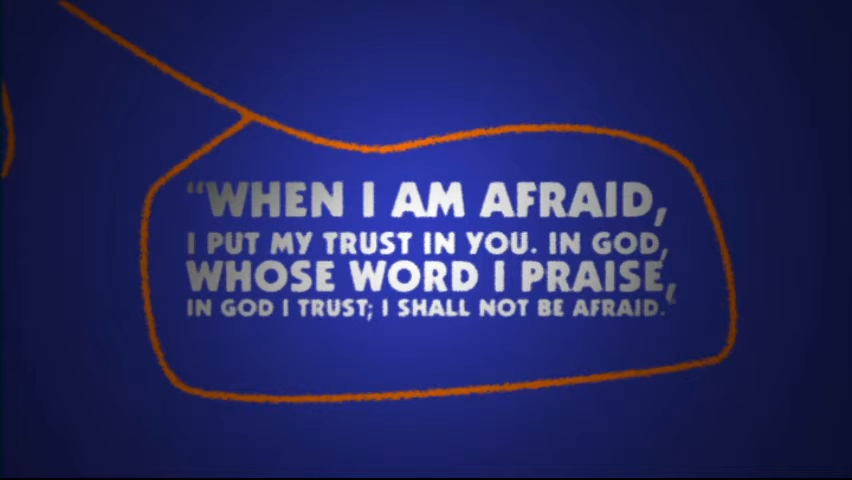 “WHEN I AM AFRAID,
I PUT MY TRUST IN YOU. IN GOD,
WHOSE WORD I PRAISE,
IN GOD I TRUST; I SHALL NOT BE AFRAID.”